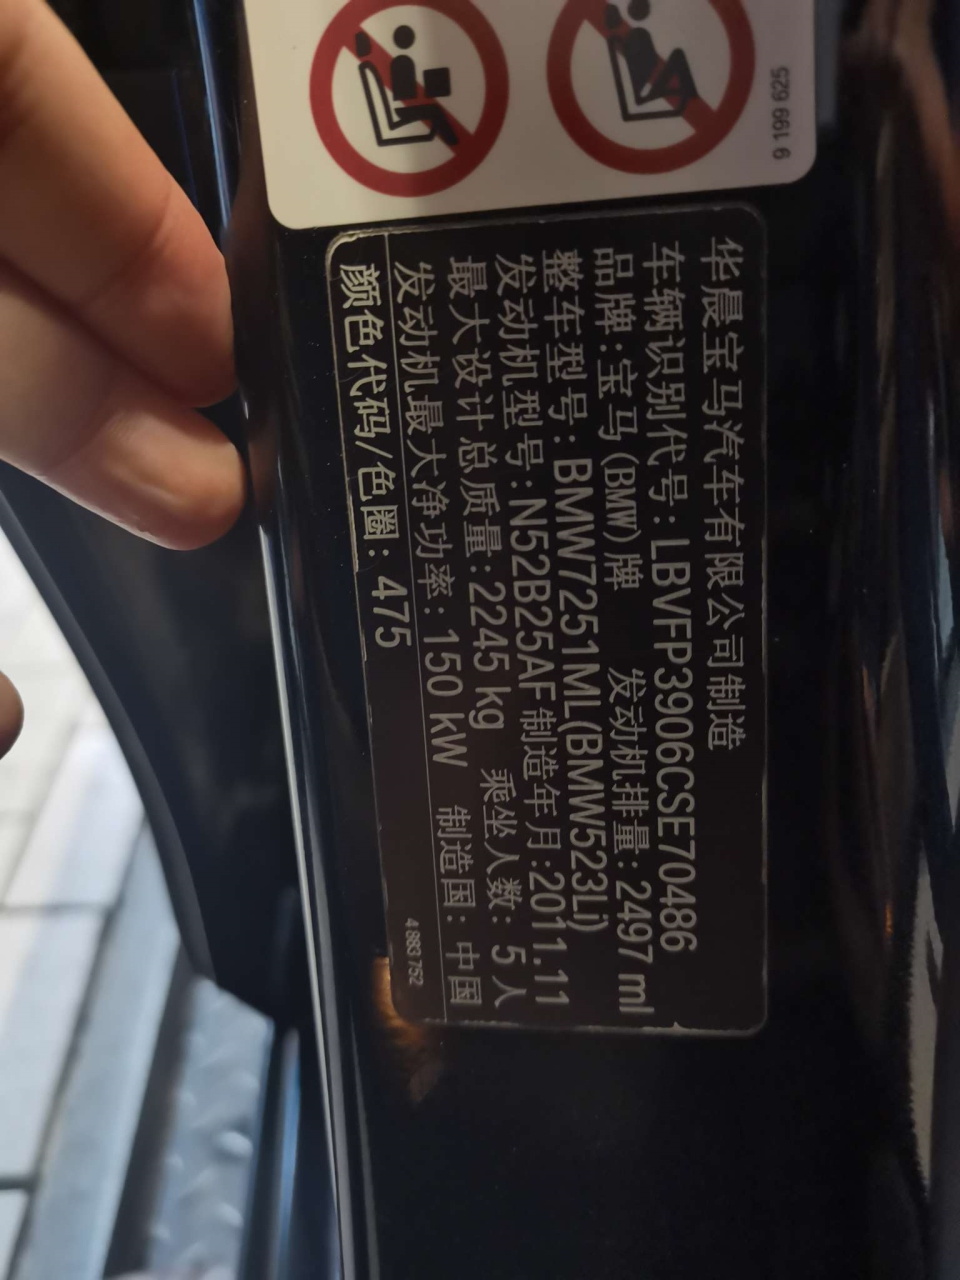 9 199 625
华晨宝马汽车有限公司制造
车辆识别代号:LBVFP3906CSE70486
品牌:宝马(BMW)牌 发动机排量:2497 ml
整车型号:BMW7251ML(BMW523Li)
发动机型号:N52B25AF 制造年月:2011.11
最大设计总质量:2245 kg 乘坐人数:5人
发动机最大净功率:150 kW 制造国:中国
颜色代码/色圈:475
4 883 752